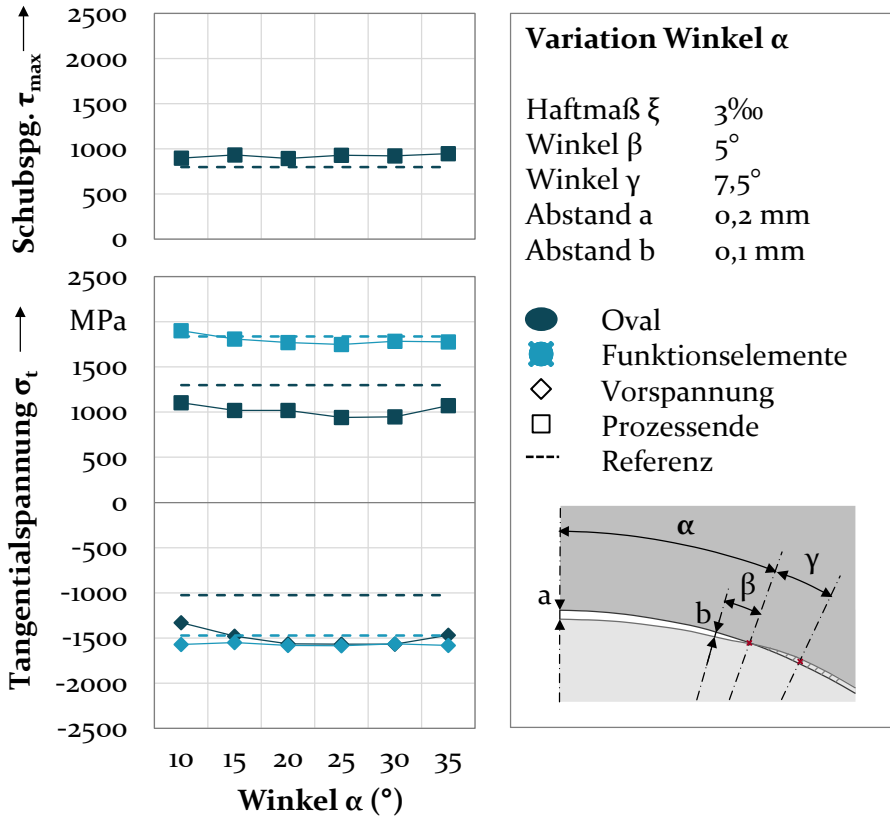 Schubspg. τmax
2500
2000
1500
1000
500
0
Tangentialspannung σt
2500
MPa
1500
1000
500
0
-500
-1000
-1500
-2000
-2500
10 15 20 25 30 35
Winkel α (°)
Variation Winkel α
Haftmaß ξ 3‰
Winkel β 5°
Winkel γ 7,5°
Abstand a 0,2 mm
Abstand b 0,1 mm
Oval
Funktionselemente
Vorspannung
Prozessende
Referenz
α
γ
β
a
b